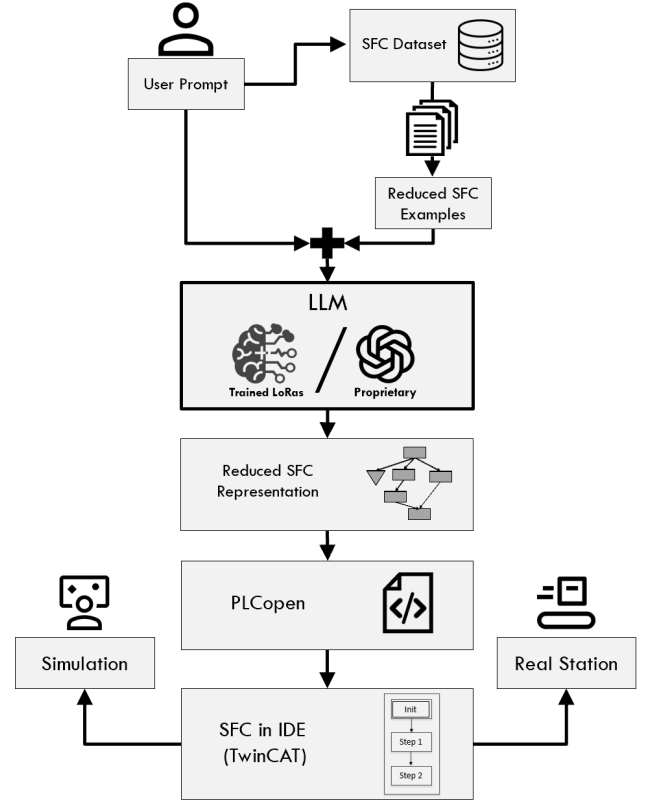 User Prompt
SFC Dataset
Reduced SFC
Examples
LLM
Trained LoRas
Proprietary
Reduced SFC
Representation
PLCopen
</>
Simulation
Real Station
SFC in IDE
(TwinCAT)
Init
Step 1
Step 2